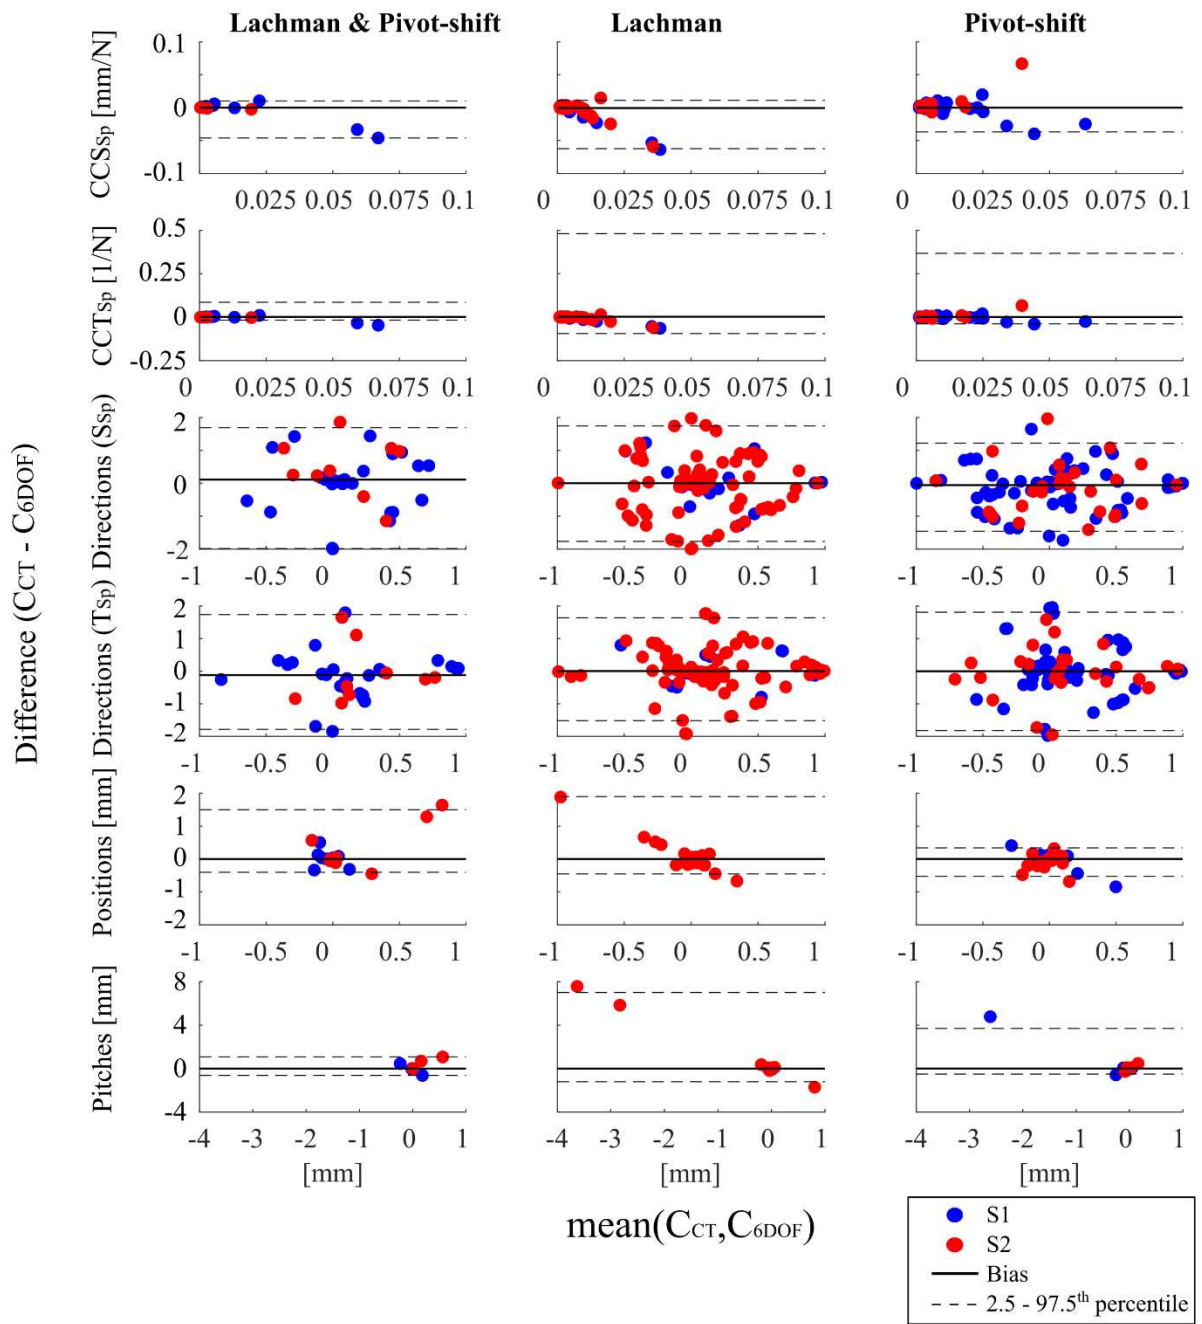 Lachman & Pivot-shift Lachman Pivot-shift
Difference (CCT - C6DOF)
CCSSp [mm/N]
0.1
0
-0.1
0 0.025 0.05 0.075 0.1
0 0.025 0.05 0.075 0.1
0 0.025 0.05 0.075 0.1
CCTSp [1/N]
0.5
0.25
0
-0.25
0 0.025 0.05 0.075 0.1
0 0.025 0.05 0.075 0.1
0 0.025 0.05 0.075 0.1
Directions (SSp)
2
0
-2
-1 -0.5 0 0.5 1
-1 -0.5 0 0.5 1
-1 -0.5 0 0.5 1
Directions (TSp)
2
1
0
-1
-2
-1 -0.5 0 0.5 1
-1 -0.5 0 0.5 1
-1 -0.5 0 0.5 1
Positions [mm]
2
1
0
-1
2
-1 -0.5 0 0.5 1
-1 -0.5 0 0.5 1
-1 -0.5 0 0.5 1
Pitches [mm]
8
4
0
-4
-4 -3 -2 -1 0 1
-4 -3 -2 -1 0 1
-4 -3 -2 -1 0 1
[mm] [mm] [mm]
mean(CCT,C6DOF)
S1
S2
Bias
2.5 - 97.5th percentile